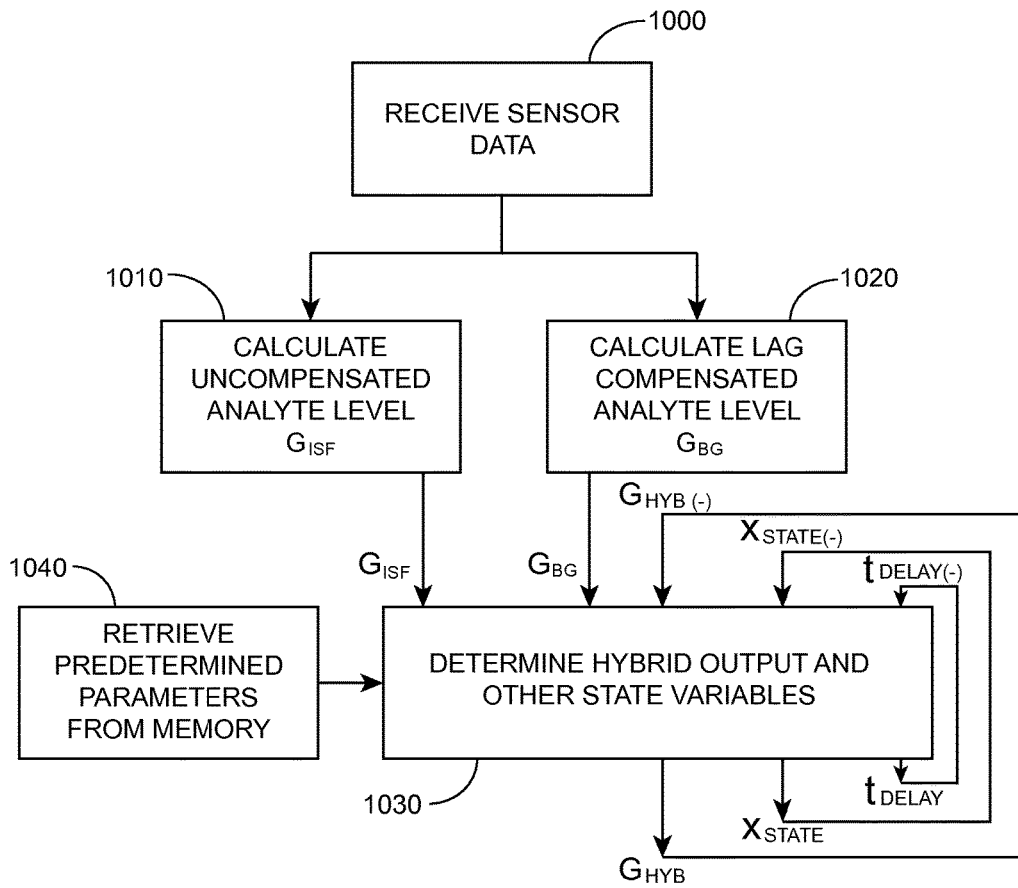 1000
RECEIVE SENSOR
DATA
1010
CALCULATE
UNCOMPENSATED
ANALYTE LEVEL
GISF
1020
CALCULATE LAG
COMPENSATED
ANALYTE LEVEL
GBG
GHYB (-)
XSTATE(-)
GISF
GBG
tDELAY(-)
1040
RETRIEVE
PREDETERMINED
PARAMETERS
FROM MEMORY
DETERMINE HYBRID OUTPUT AND
OTHER STATE VARIABLES
1030
tDELAY
XSTATE
GHYB